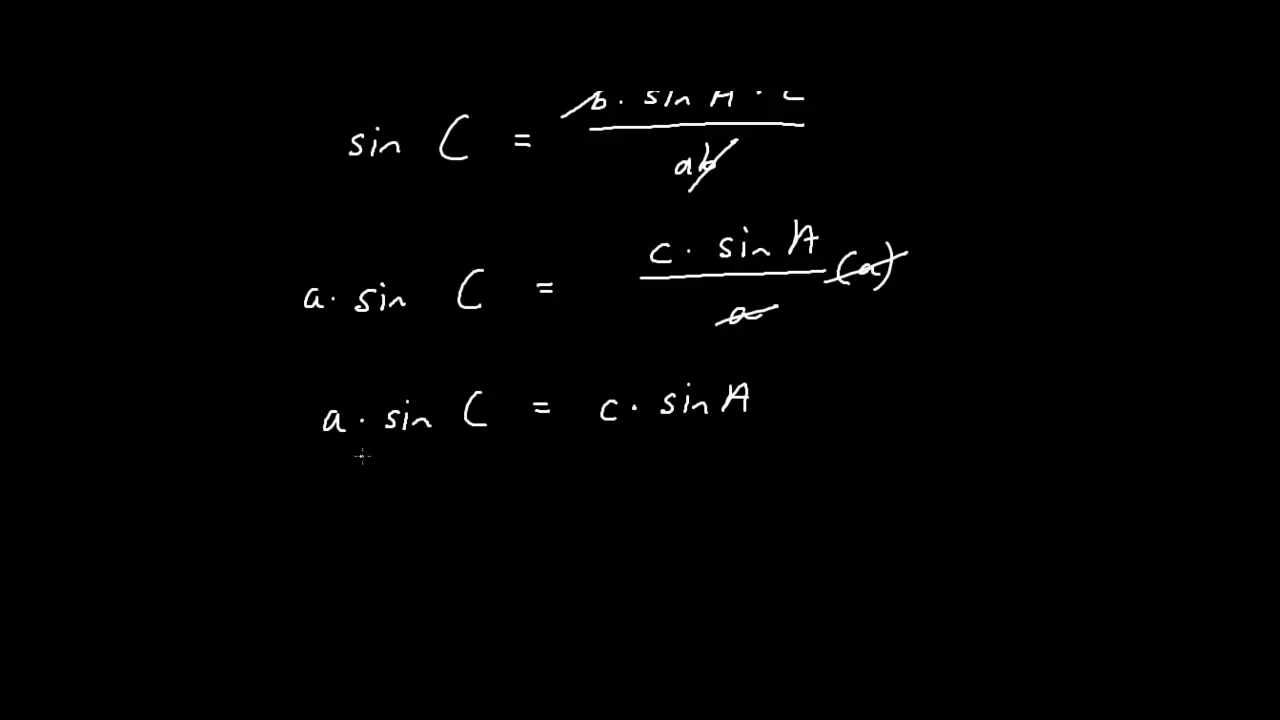 sin C = b · sin A · c / ab
a · sin C = c · sin A / a (a)
a · sin C = c · sin A